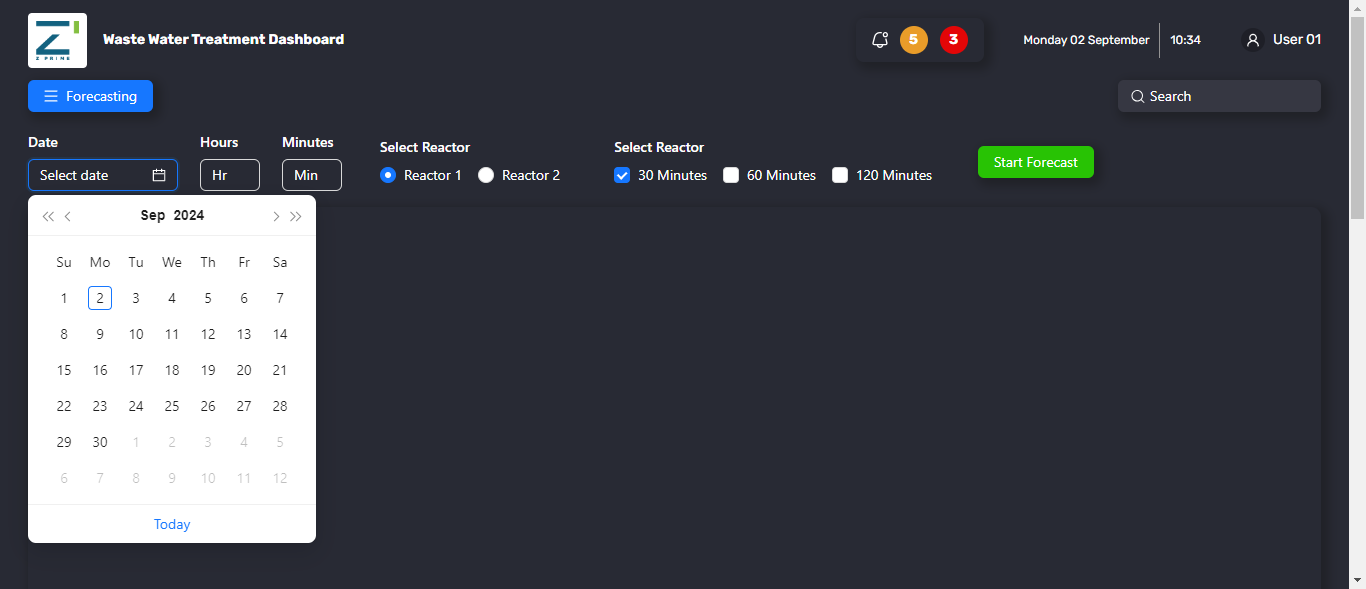 Z PRIME
Waste Water Treatment Dashboard
5 3
Monday 02 September 10:34
User 01
Forecasting
Search
Date Hours Minutes
Select Reactor Select Reactor
Select date Hr Min
Reactor 1 Reactor 2
30 Minutes 60 Minutes 120 Minutes
Start Forecast
Sep 2024
Su Mo Tu We Th Fr Sa
1 2 3 4 5 6 7
8 9 10 11 12 13 14
15 16 17 18 19 20 21
22 23 24 25 26 27 28
29 30 1 2 3 4 5
6 7 8 9 10 11 12
Today